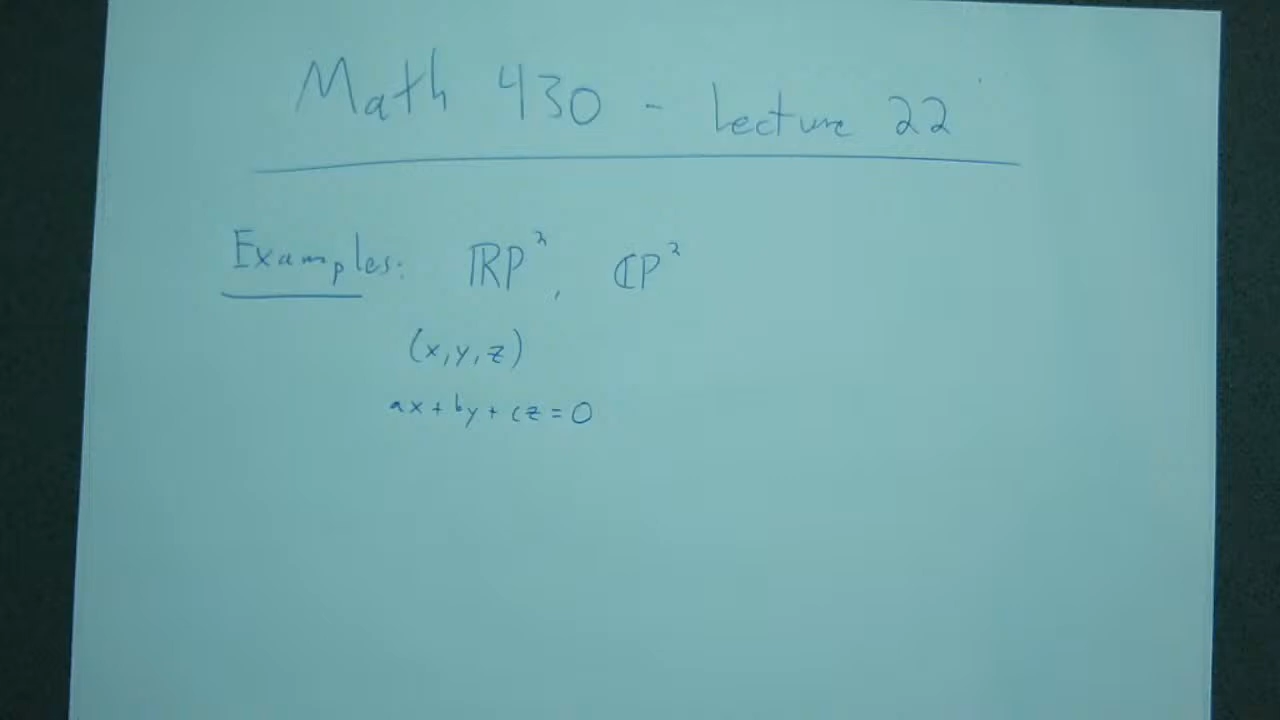 Math 430 - Lecture 22
Examples: ℝP², ℂP²
(x, y, z)
ax + by + cz = 0